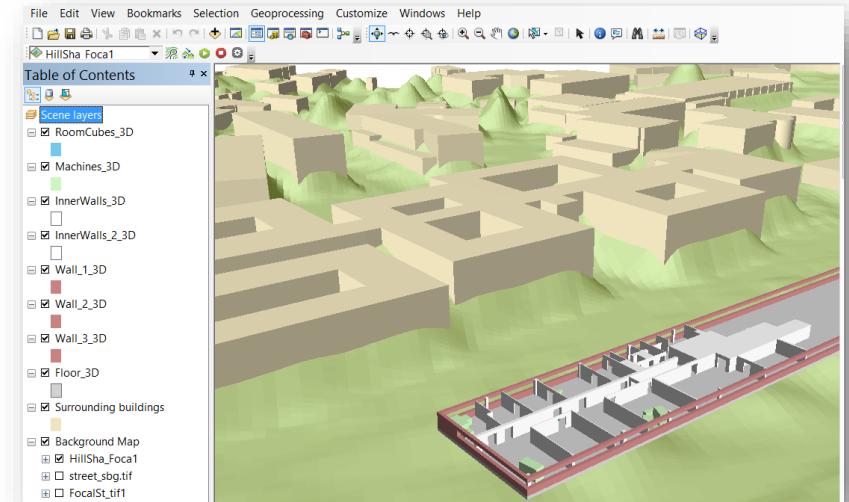 File Edit View Bookmarks Selection Geoprocessing Customize Windows Help
HillSha_Foca1
Table of Contents
Scene layers
RoomCubes_3D
Machines_3D
InnerWalls_3D
InnerWalls_2_3D
Wall_1_3D
Wall_2_3D
Wall_3_3D
Floor_3D
Surrounding buildings
Background Map
HillSha_Foca1
street_sbg.tif
FocalSt_tif1